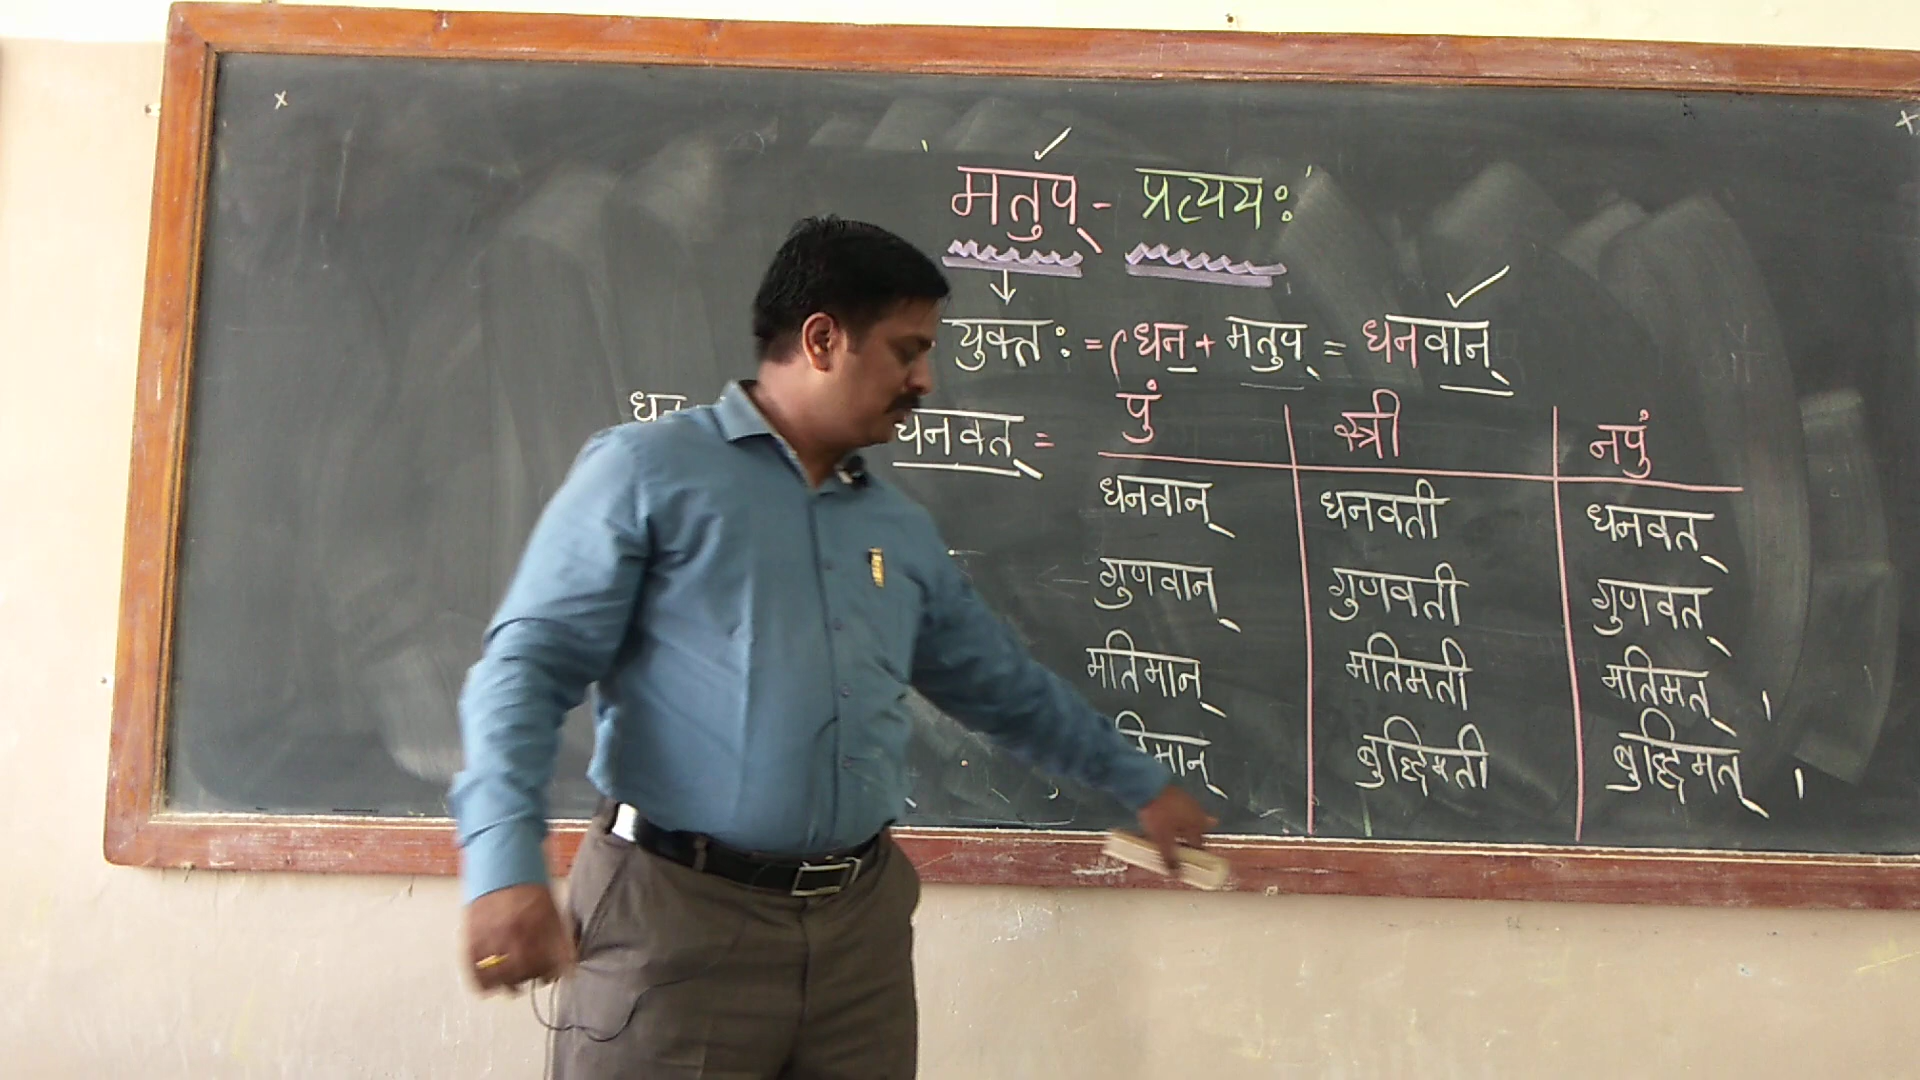 मतुप् - प्रत्ययः
युक्तः = धन + मतुप् = धनवान्
धन धनवत् = पुं स्त्री नपुं
धनवान् धनवती धनवत्
गुणवान् गुणवती गुणवत्
मतिमान् मतिमती मतिमत् ।
मान् बुद्धिमती बुद्धिमत् ।